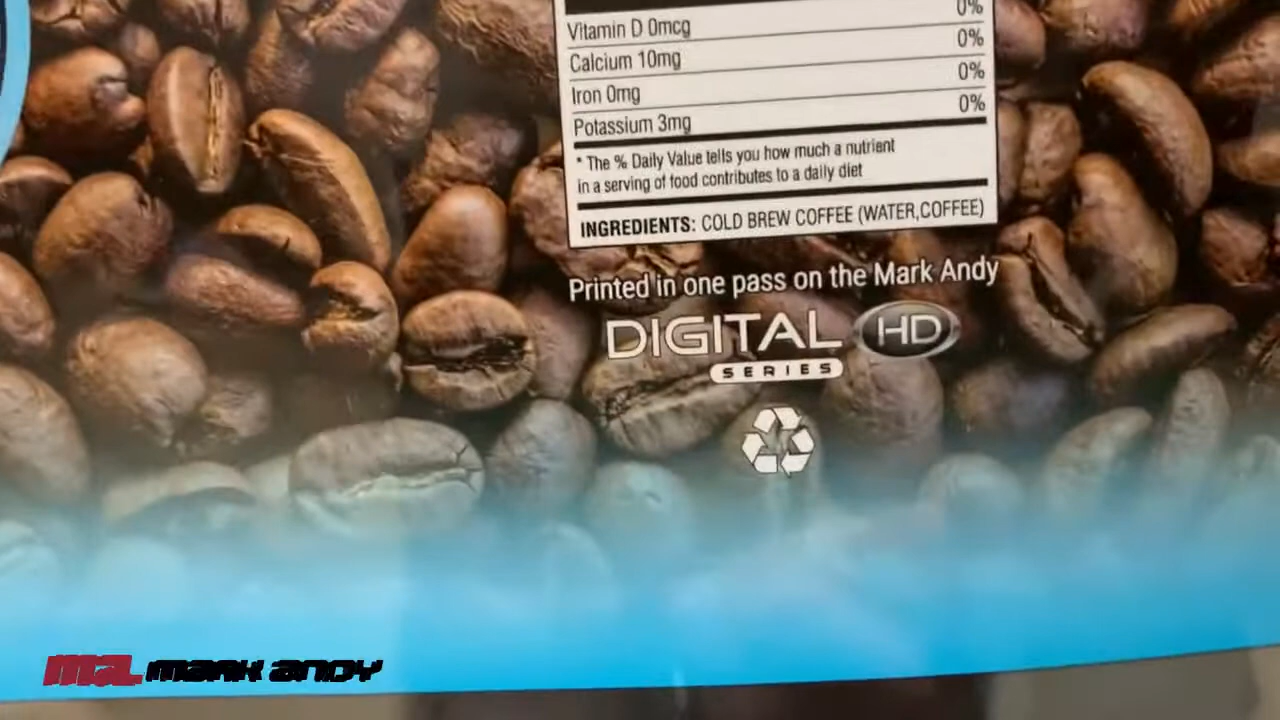 0%
Vitamin D 0mcg 0%
Calcium 10mg 0%
Iron 0mg 0%
Potassium 3mg
* The % Daily Value tells you how much a nutrient
in a serving of food contributes to a daily diet
INGREDIENTS: COLD BREW COFFEE (WATER,COFFEE)
Printed in one pass on the Mark Andy
DIGITAL HD
SERIES
MA MARK ANDY